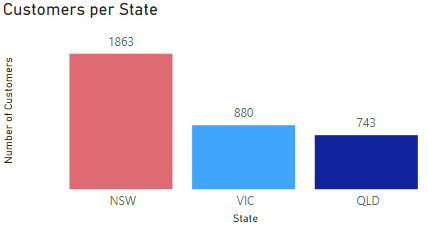 Customers per State
Number of Customers
1863
880
743
NSW
VIC
QLD
State